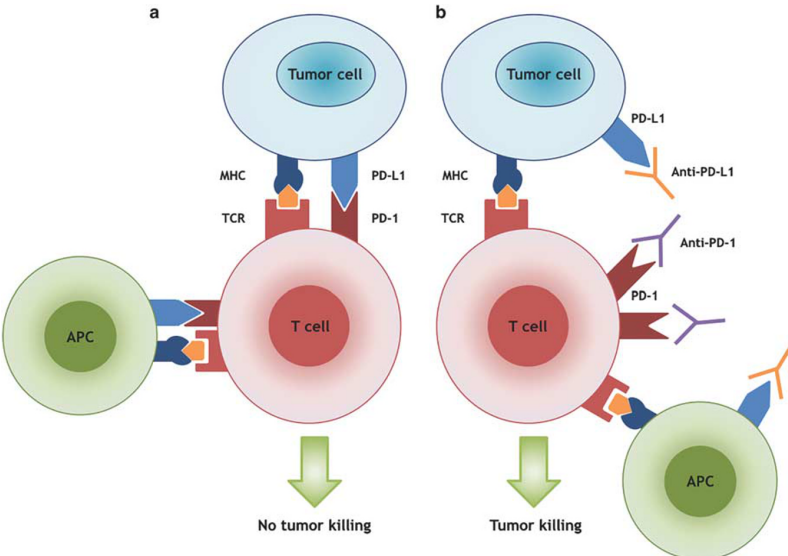 a
Tumor cell
MHC
PD-L1
TCR
PD-1
APC
T cell
No tumor killing
b
Tumor cell
PD-L1
MHC
Anti-PD-L1
TCR
Anti-PD-1
PD-1
T cell
APC
Tumor killing